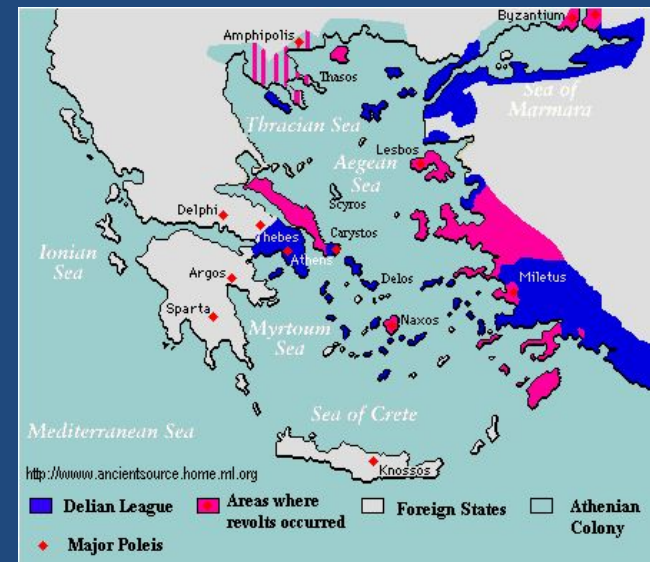 Byzantium
Amphipolis
Thasos
Sea of
Marmara
Thracian Sea
Lesbos
Aegean
Sea
Scyros
Delphi
Thebes
Carystos
Ionian
Sea
Athens
Argos
Delos
Miletus
Sparta
Naxos
Myrtoum
Sea
Sea of Crete
Mediterranean Sea
Knossos
http://www.ancientsource.home.ml.org
Delian League
Areas where
revolts occurred
Foreign States
Athenian
Colony
Major Poleis